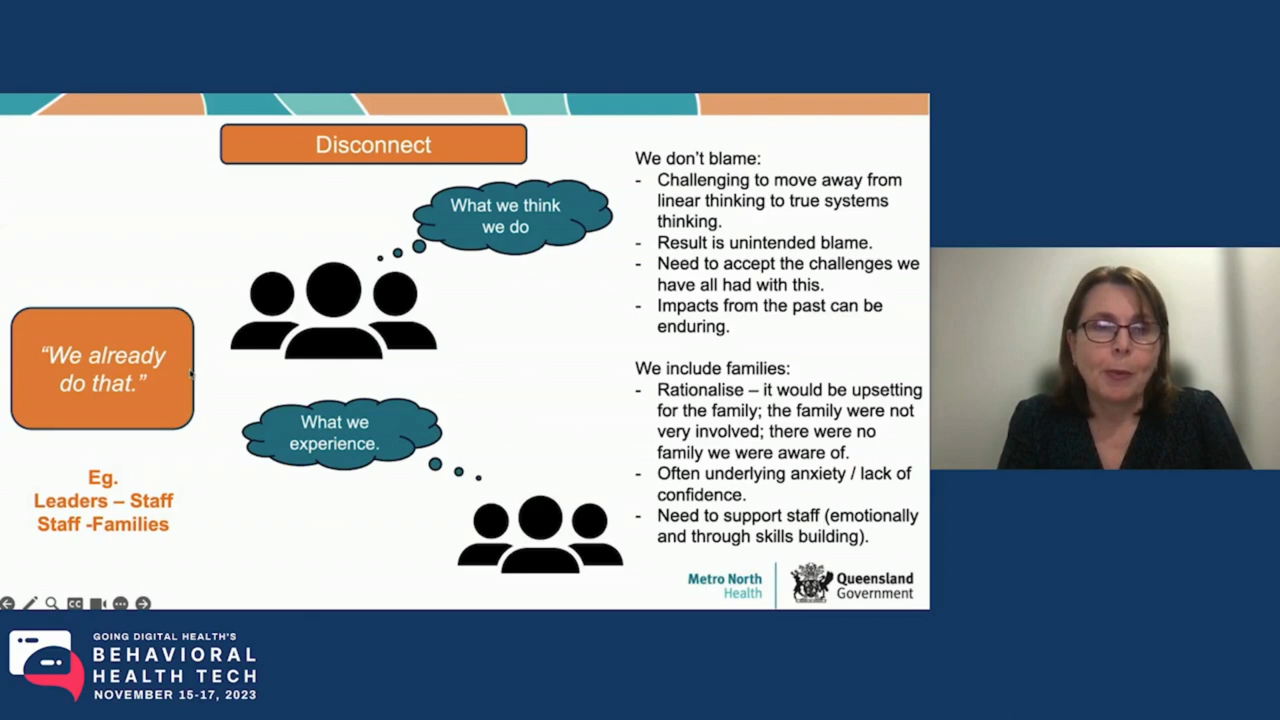 Disconnect
What we think
we do
"We already
do that."
What we
experience.
Eg.
Leaders – Staff
Staff -Families
We don't blame:
- Challenging to move away from
linear thinking to true systems
thinking.
- Result is unintended blame.
- Need to accept the challenges we
have all had with this.
- Impacts from the past can be
enduring.
We include families:
- Rationalise – it would be upsetting
for the family; the family were not
very involved; there were no
family we were aware of.
- Often underlying anxiety / lack of
confidence.
- Need to support staff (emotionally
and through skills building).
Metro North
Health
Queensland
Government
CC
GOING DIGITAL HEALTH'S
BEHAVIORAL
HEALTH TECH
NOVEMBER 15-17, 2023